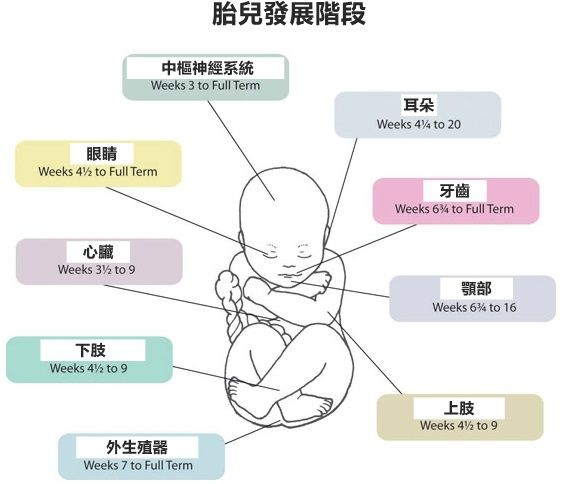 胎兒發展階段
中樞神經系統
Weeks 3 to Full Term
耳朵
Weeks 4¼ to 20
眼睛
Weeks 4½ to Full Term
牙齒
Weeks 6¾ to Full Term
心臟
Weeks 3½ to 9
顎部
Weeks 6¾ to 16
下肢
Weeks 4½ to 9
上肢
Weeks 4½ to 9
外生殖器
Weeks 7 to Full Term